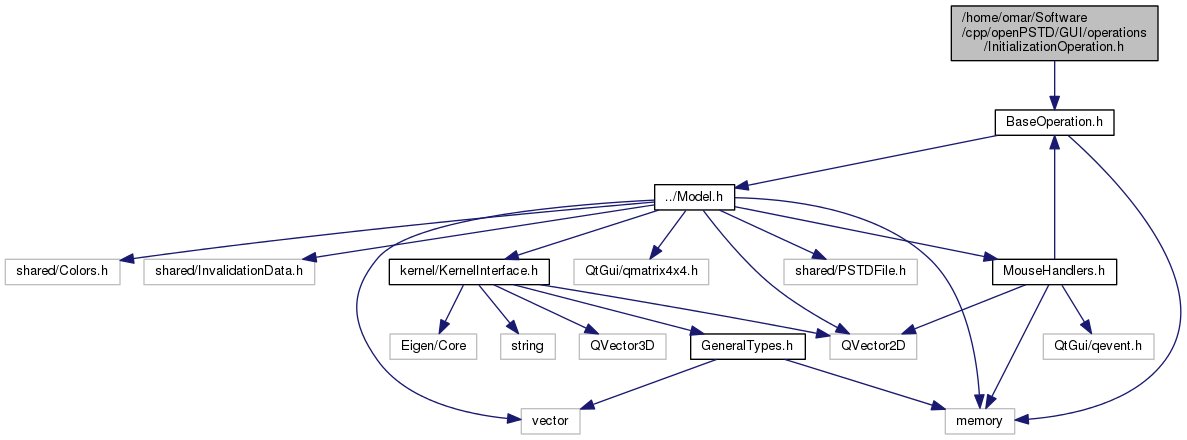 /home/omar/Software
/cpp/openPSTD/GUI/operations
/InitializationOperation.h
BaseOperation.h
../Model.h
shared/Colors.h
shared/InvalidationData.h
kernel/KernelInterface.h
QtGui/qmatrix4x4.h
shared/PSTDFile.h
MouseHandlers.h
Eigen/Core
string
QVector3D
GeneralTypes.h
QVector2D
QtGui/qevent.h
vector
memory